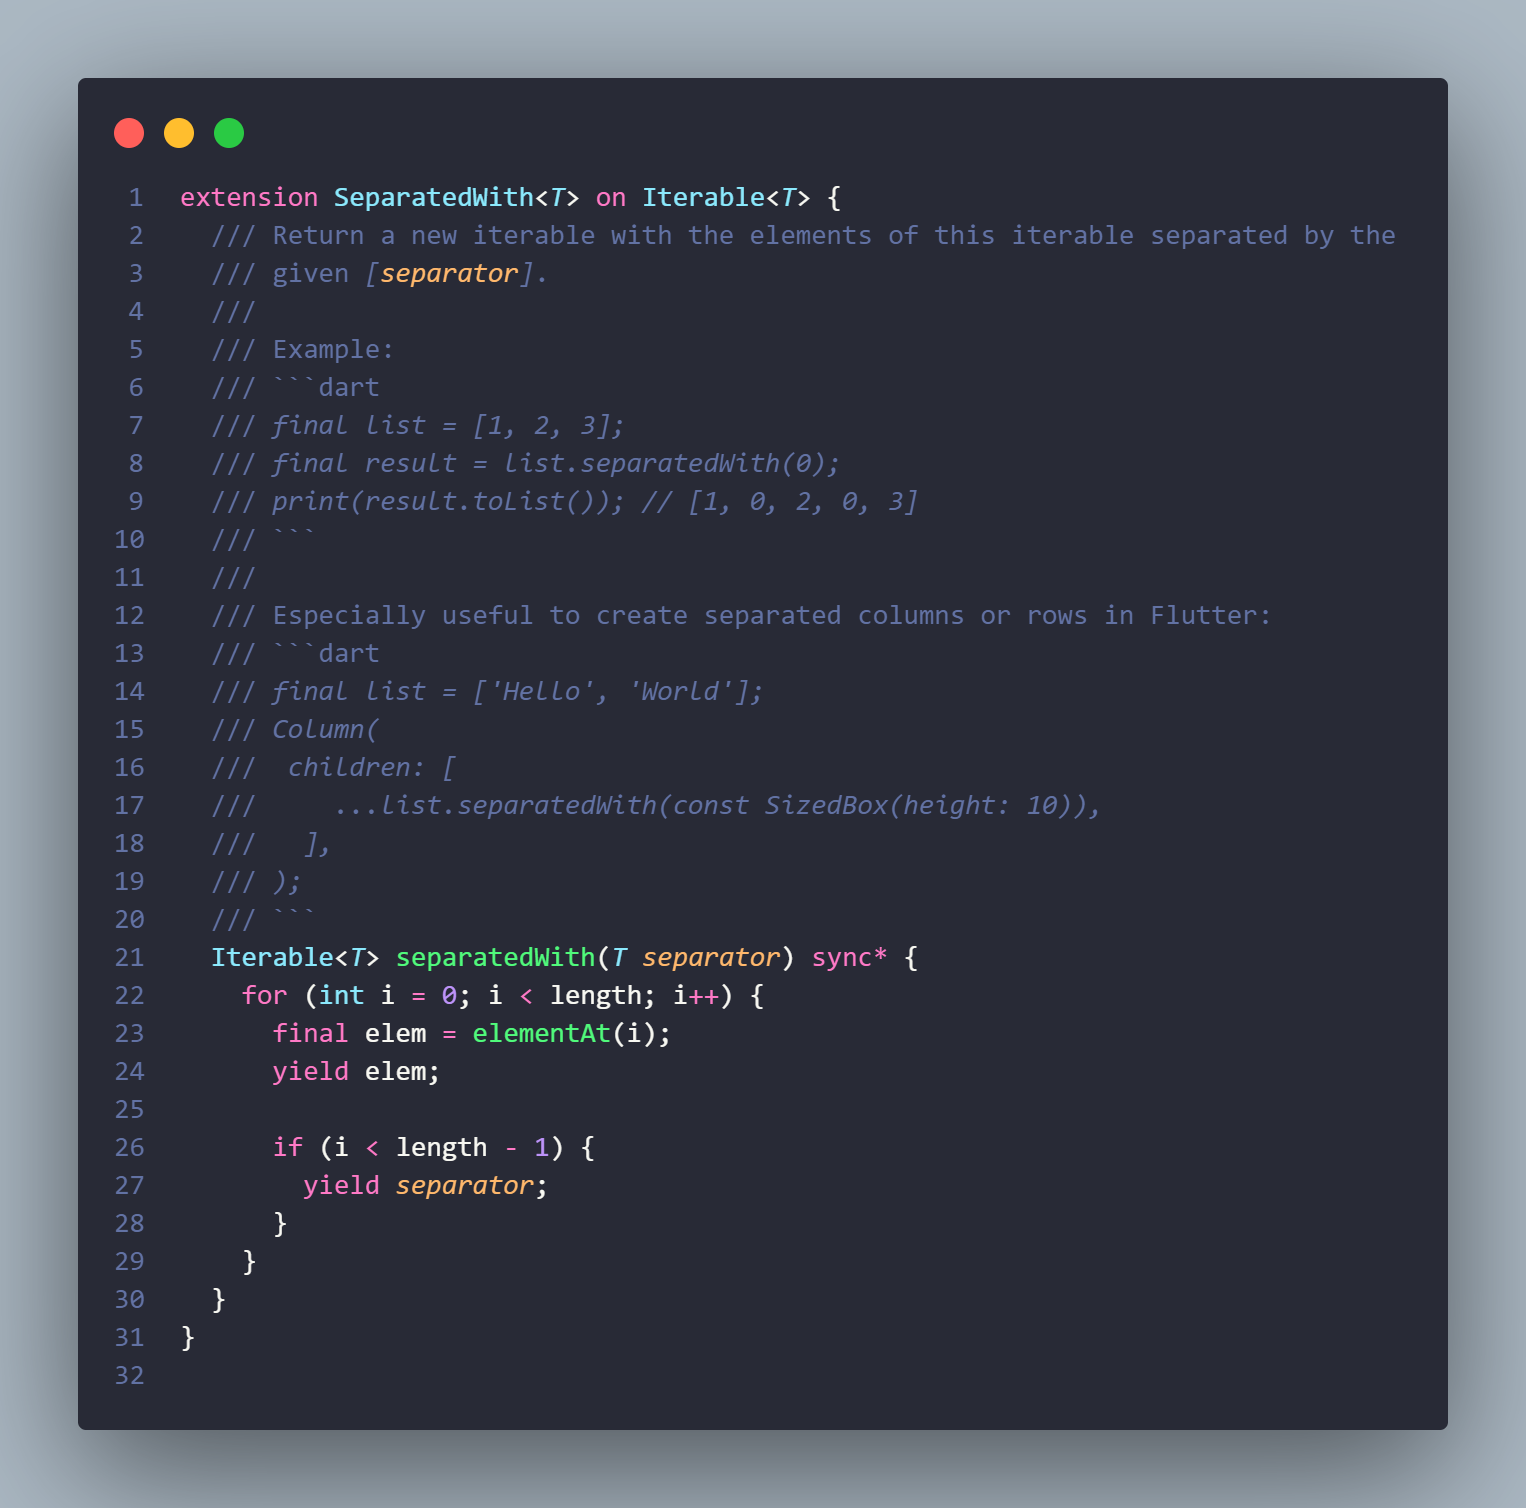 1 extension SeparatedWith<T> on Iterable<T> {
2   /// Return a new iterable with the elements of this iterable separated by the
3   /// given [separator].
4   ///
5   /// Example:
6   /// ```dart
7   /// final list = [1, 2, 3];
8   /// final result = list.separatedWith(0);
9   /// print(result.toList()); // [1, 0, 2, 0, 3]
10   /// ```
11   ///
12   /// Especially useful to create separated columns or rows in Flutter:
13   /// ```dart
14   /// final list = ['Hello', 'World'];
15   /// Column(
16   ///  children: [
17   ///     ...list.separatedWith(const SizedBox(height: 10)),
18   ///   ],
19   /// );
20   /// ```
21   Iterable<T> separatedWith(T separator) sync* {
22     for (int i = 0; i < length; i++) {
23       final elem = elementAt(i);
24       yield elem;
25
26       if (i < length - 1) {
27         yield separator;
28       }
29     }
30   }
31 }
32